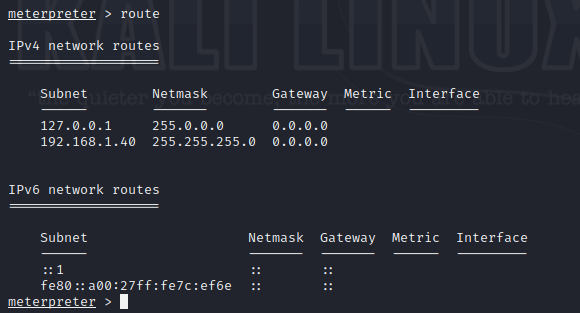 meterpreter > route
KALI LINUX
IPv4 network routes
===================
Subnet Netmask Gateway Metric Interface
------ ------- ------- ------ ---------
127.0.0.1 255.0.0.0 0.0.0.0
192.168.1.40 255.255.255.0 0.0.0.0
IPv6 network routes
===================
Subnet Netmask Gateway Metric Interface
------ ------- ------- ------ ---------
::1 :: ::
fe80::a00:27ff:fe7c:ef6e :: ::
meterpreter >